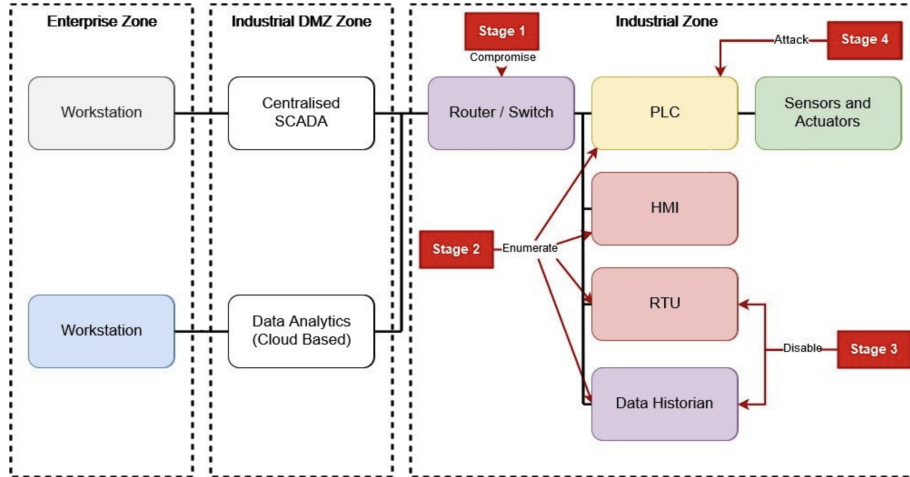 Enterprise Zone
Industrial DMZ Zone
Industrial Zone
Stage 1
Compromise
Attack
Stage 4
Workstation
Centralised
SCADA
Router / Switch
PLC
Sensors and
Actuators
HMI
Stage 2
Enumerate
Workstation
Data Analytics
(Cloud Based)
RTU
Disable
Stage 3
Data Historian